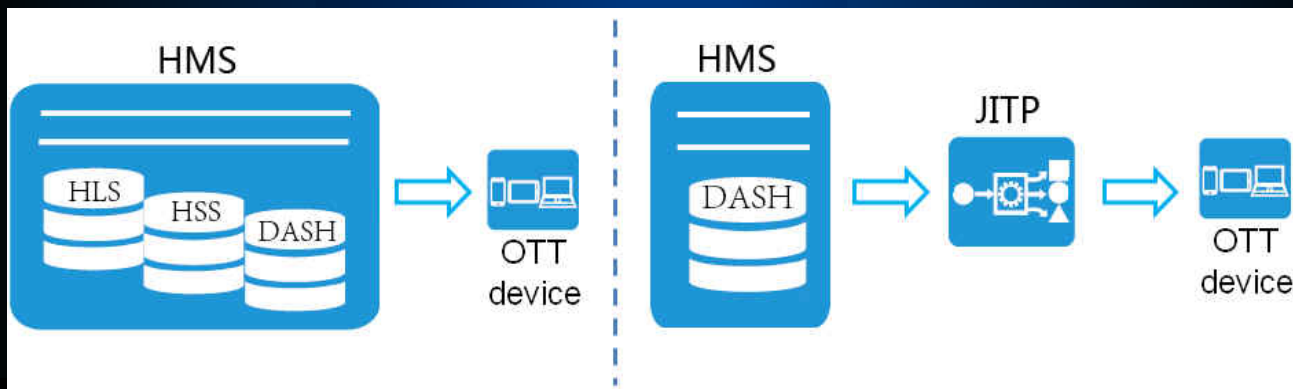 HMS
HLS
HSS
DASH
OTT
device
HMS
DASH
JITP
OTT
device